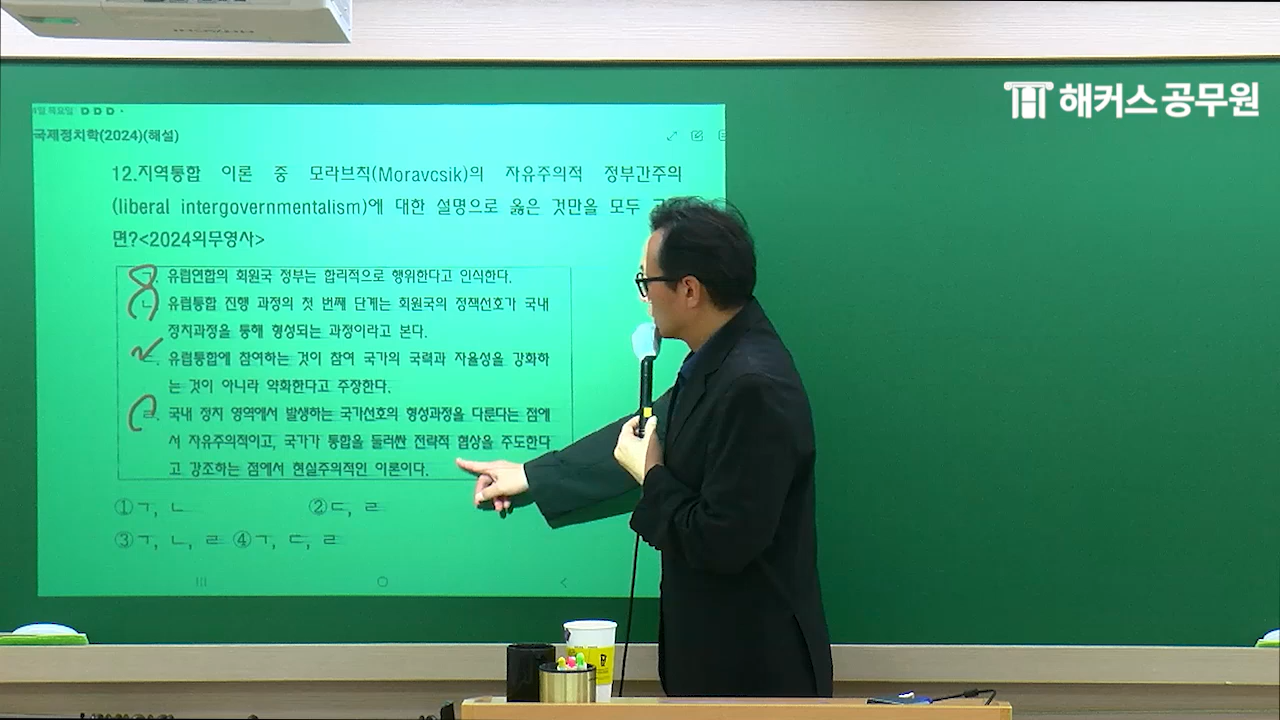 해커스공무원
국제정치학(2024)(해설)
12.지역통합 이론 중 모라브칙(Moravcsik)의 자유주의적 정부간주의
(liberal intergovernmentalism)에 대한 설명으로 옳은 것만을 모두
면?<2024외무영사>
ㄱ. 유럽연합의 회원국 정부는 합리적으로 행위한다고 인식한다.
ㄴ. 유럽통합 진행 과정의 첫 번째 단계는 회원국의 정책선호가 국내
정치과정을 통해 형성되는 과정이라고 본다.
ㄷ. 유럽통합에 참여하는 것이 참여 국가의 국력과 자율성을 강화하
는 것이 아니라 약화한다고 주장한다.
ㄹ. 국내 정치 영역에서 발생하는 국가선호의 형성과정을 다룬다는 점에
서 자유주의적이고, 국가가 통합을 둘러싼 전략적 협상을 주도한다
고 강조하는 점에서 현실주의적인 이론이다.
①ㄱ, ㄴ ②ㄷ, ㄹ
③ㄱ, ㄴ, ㄹ ④ㄱ, ㄷ, ㄹ